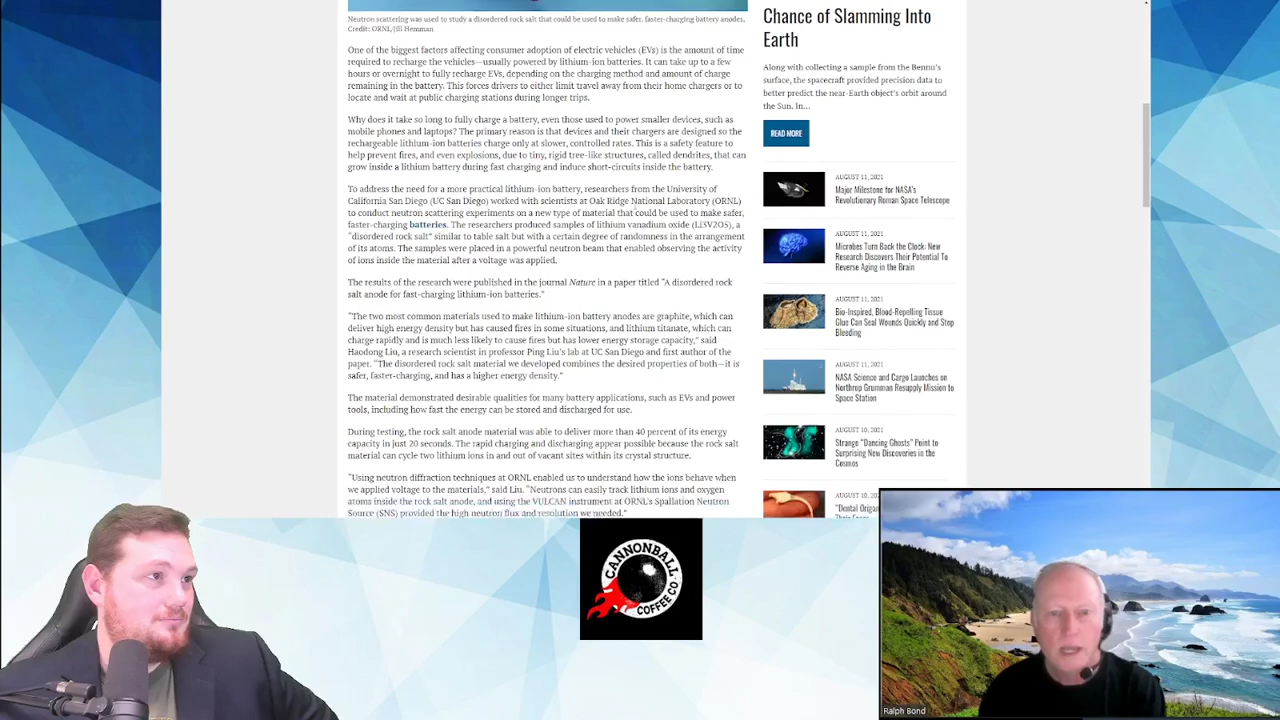 Neutron scattering was used to study a disordered rock salt that could be used to make safer, faster-charging battery anodes.
Credit: ORNL/Jill Hemman
One of the biggest factors affecting consumer adoption of electric vehicles (EVs) is the amount of time
required to recharge the vehicles—usually powered by lithium-ion batteries. It can take up to a few
hours or overnight to fully recharge EVs, depending on the charging method and amount of charge
remaining in the battery. This forces drivers to either limit travel away from their home chargers or to
locate and wait at public charging stations during longer trips.
Why does it take so long to fully charge a battery, even those used to power smaller devices, such as
mobile phones and laptops? The primary reason is that devices and their chargers are designed so the
rechargeable lithium-ion batteries charge only at slower, controlled rates. This is a safety feature to
help prevent fires, and even explosions, due to tiny, rigid tree-like structures, called dendrites, that can
grow inside a lithium battery during fast charging and induce short-circuits inside the battery.
To address the need for a more practical lithium-ion battery, researchers from the University of
California San Diego (UC San Diego) worked with scientists at Oak Ridge National Laboratory (ORNL)
to conduct neutron scattering experiments on a new type of material that could be used to make safer,
faster-charging batteries. The researchers produced samples of lithium vanadium oxide (Li3V2O5), a
"disordered rock salt" similar to table salt but with a certain degree of randomness in the arrangement
of its atoms. The samples were placed in a powerful neutron beam that enabled observing the activity
of ions inside the material after a voltage was applied.
The results of the research were published in the journal Nature in a paper titled "A disordered rock
salt anode for fast-charging lithium-ion batteries."
"The two most common materials used to make lithium-ion battery anodes are graphite, which can
deliver high energy density but has caused fires in some situations, and lithium titanate, which can
charge rapidly and is much less likely to cause fires but has lower energy storage capacity," said
Haodong Liu, a research scientist in professor Ping Liu's lab at UC San Diego and first author of the
paper. "The disordered rock salt material we developed combines the desired properties of both—it is
safer, faster-charging, and has a higher energy density."
The material demonstrated desirable qualities for many battery applications, such as EVs and power
tools, including how fast the energy can be stored and discharged for use.
During testing, the rock salt anode material was able to deliver more than 40 percent of its energy
capacity in just 20 seconds. The rapid charging and discharging appear possible because the rock salt
material can cycle two lithium ions in and out of vacant sites within its crystal structure.
"Using neutron diffraction techniques at ORNL enabled us to understand how the ions behave when
we applied voltage to the materials," said Liu. "Neutrons can easily track lithium ions and oxygen
atoms inside the rock salt anode, and using the VULCAN instrument at ORNL's Spallation Neutron
Source (SNS) provided the high neutron flux and resolution we needed."
Chance of Slamming Into
Earth
Along with collecting a sample from the Bennu's
surface, the spacecraft provided precision data to
better predict the near-Earth object's orbit around
the Sun. In...
READ MORE
AUGUST 11, 2021
Major Milestone for NASA's
Revolutionary Roman Space Telescope
AUGUST 11, 2021
Microbes Turn Back the Clock: New
Research Discovers Their Potential To
Reverse Aging in the Brain
AUGUST 11, 2021
Bio-Inspired, Blood-Repelling Tissue
Glue Can Seal Wounds Quickly and Stop
Bleeding
AUGUST 11, 2021
NASA Science and Cargo Launches on
Northrop Grumman Resupply Mission to
Space Station
AUGUST 10, 2021
Strange "Dancing Ghosts" Point to
Surprising New Discoveries in the
Cosmos
AUGUST 10, 202
"Dental
CANNONBALL
COFFEE CO.
Ralph Bond